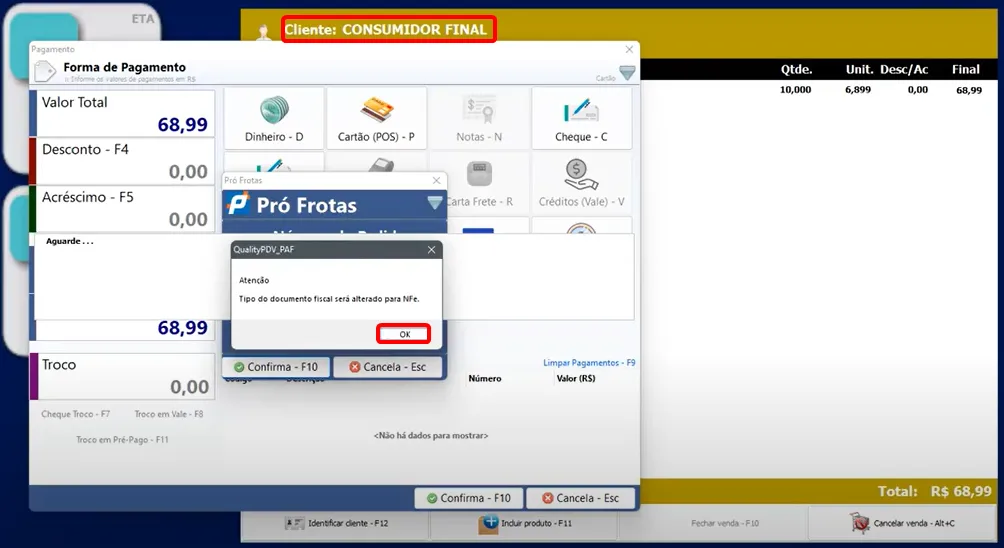 ETA
Cliente: CONSUMIDOR FINAL
Pagamento
Forma de Pagamento
Informe os valores de pagamentos em R$
Cartão
Qtde. Unit. Desc/Ac Final
10,000 6,899 0,00 68,99
Valor Total
68,99
Desconto - F4
0,00
Acréscimo - F5
0,00
Dinheiro - D
Cartão (POS) - P
Notas - N
Cheque - C
Carta Frete - R
Créditos (Vale) - V
Pró Frotas
Pró Frotas
Aguarde . . .
QualityPDV_PAF
Atenção
Tipo do documento fiscal será alterado para NFe.
OK
68,99
Confirma - F10
Cancela - Esc
Troco
0,00
Limpar Pagamentos - F9
Número
Valor (R$)
Cheque Troco - F7
Troco em Vale - F8
Troco em Pré-Pago - F11
<Não há dados para mostrar>
Confirma - F10
Cancela - Esc
Total: R$ 68,99
Identificar cliente - F12
Incluir produto - F11
Fechar venda - F10
Cancelar venda - Alt+C